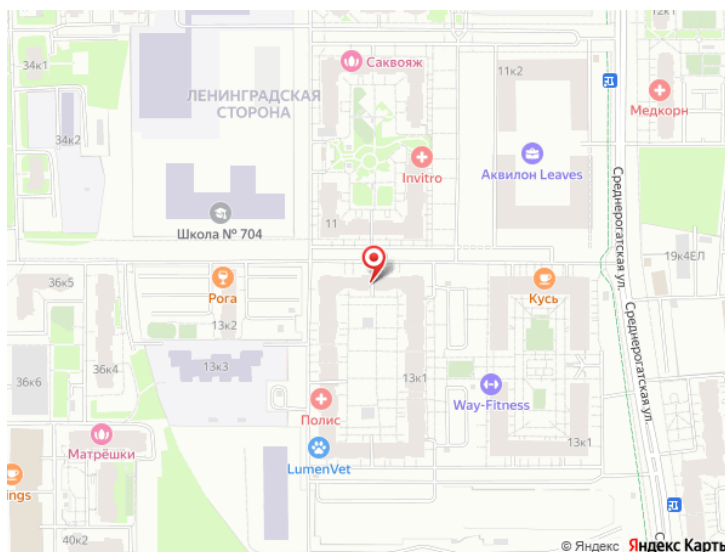 12к1
34к1
Саквояж
11к2
ЛЕНИНГРАДСКАЯ
СТОРОНА
Медкорн
34к2
Invitro
Аквилон Leaves
Среднерогатская ул.
11
Школа № 704
19к4ЕЛ
36к5
Рога
Кусь
13к2
Среднерогатская ул.
36к6
36к4
13к3
13к1
Way-Fitness
Полис
Матрёшки
13к1
LumenVet
ings
40к2
С
© Яндекс Яндекс Карты